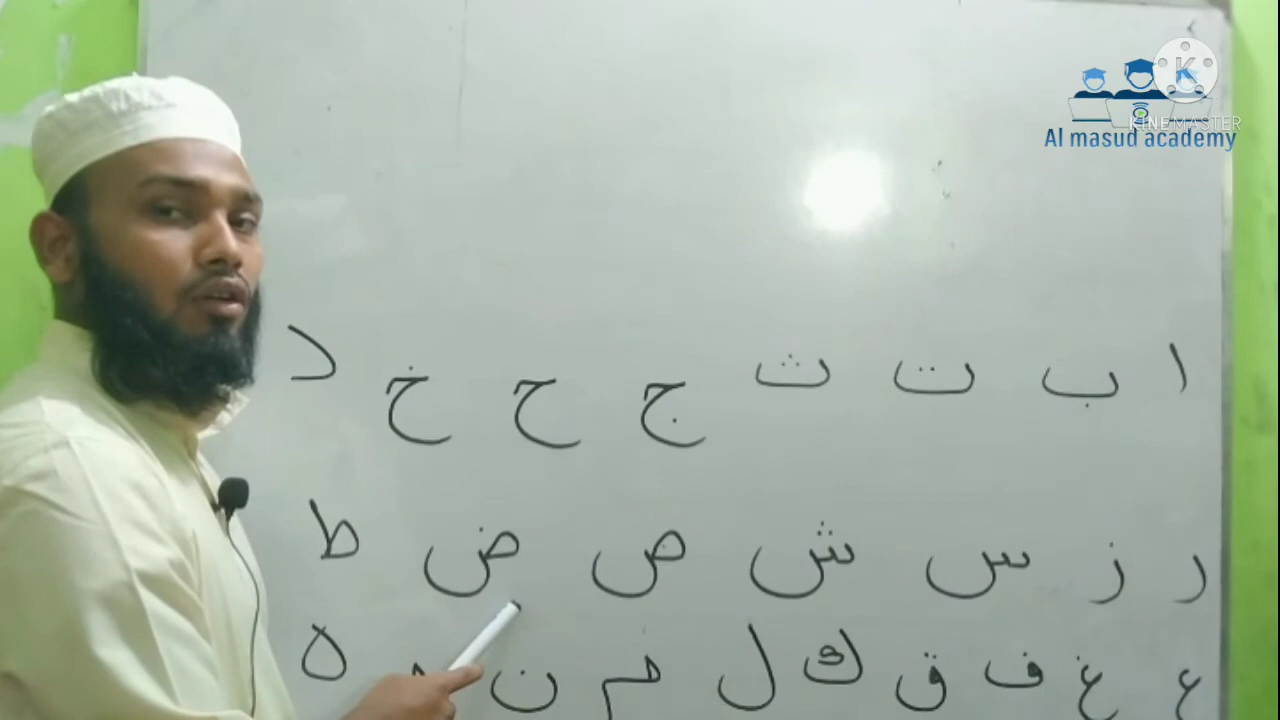 KINEMASTER
Al masud academy
ا ب ت ث ج ح خ د
ر ز س ش ص ض ط
ع غ ف ق ك ل م ن و ه